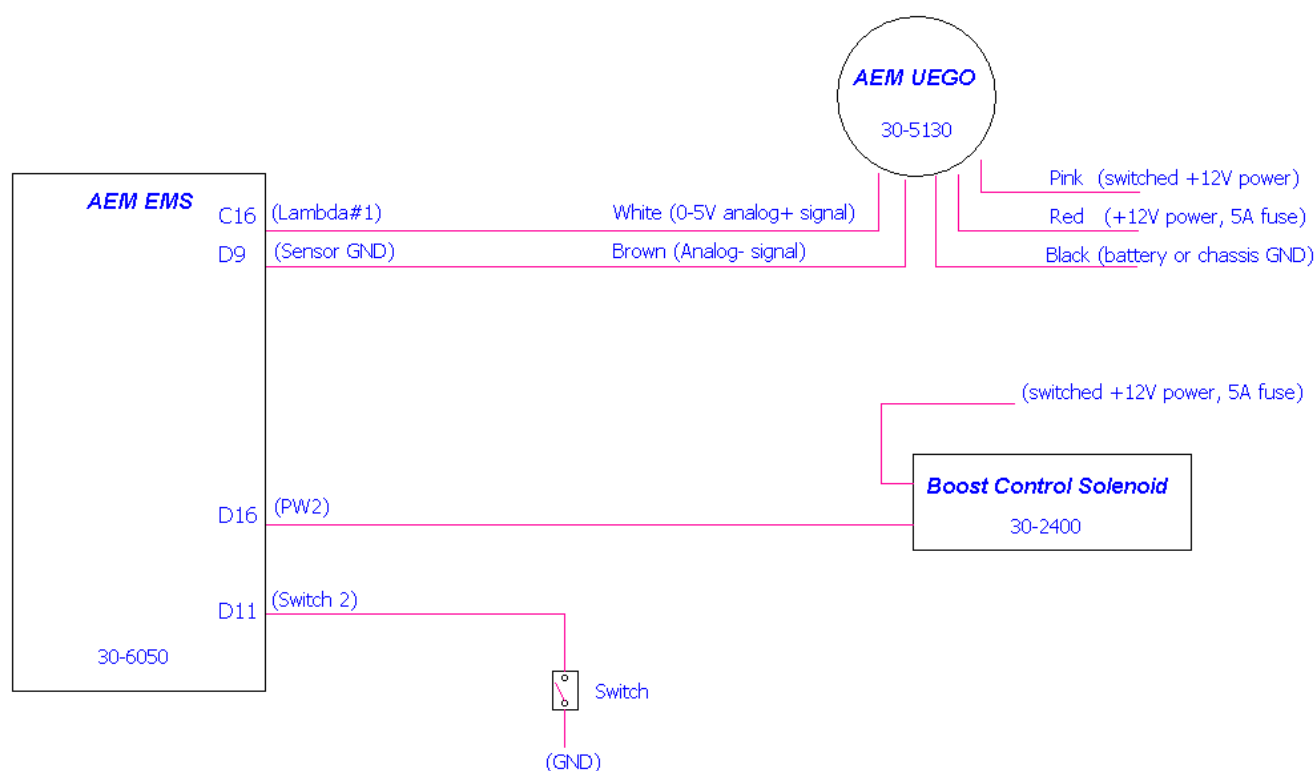 AEM UEGO
30-5130
Pink (switched +12V power)
AEM EMS
C16 (Lambda#1) White (0-5V analog+ signal) Red (+12V power, 5A fuse)
D9 (Sensor GND) Brown (Analog- signal) Black (battery or chassis GND)
(switched +12V power, 5A fuse)
Boost Control Solenoid
30-2400
D16 (PW2)
D11 (Switch 2)
30-6050
Switch
(GND)